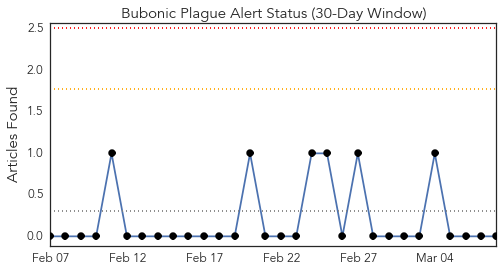 Bubonic Plague Alert Status (30-Day Window)
Articles Found
2.5
2.0
1.5
1.0
0.5
0.0
Feb 07 Feb 12 Feb 17 Feb 22 Feb 27 Mar 04